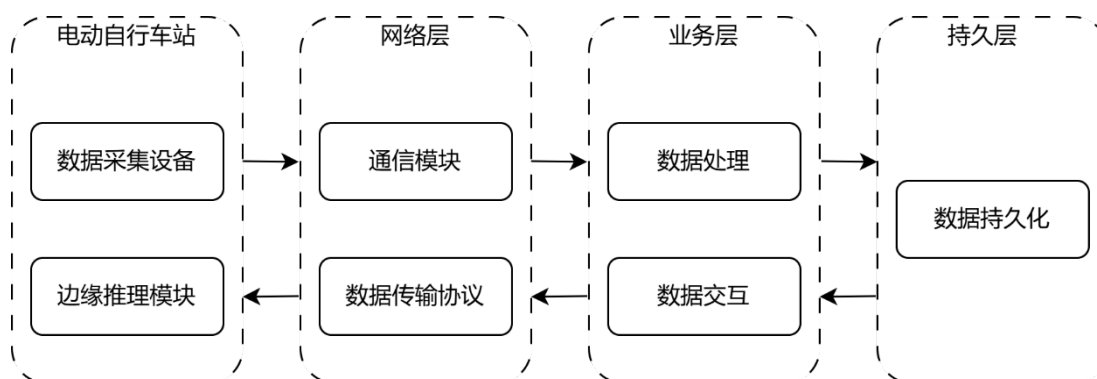 电动自行车站
网络层
业务层
持久层
数据采集设备
通信模块
数据处理
数据持久化
边缘推理模块
数据传输协议
数据交互